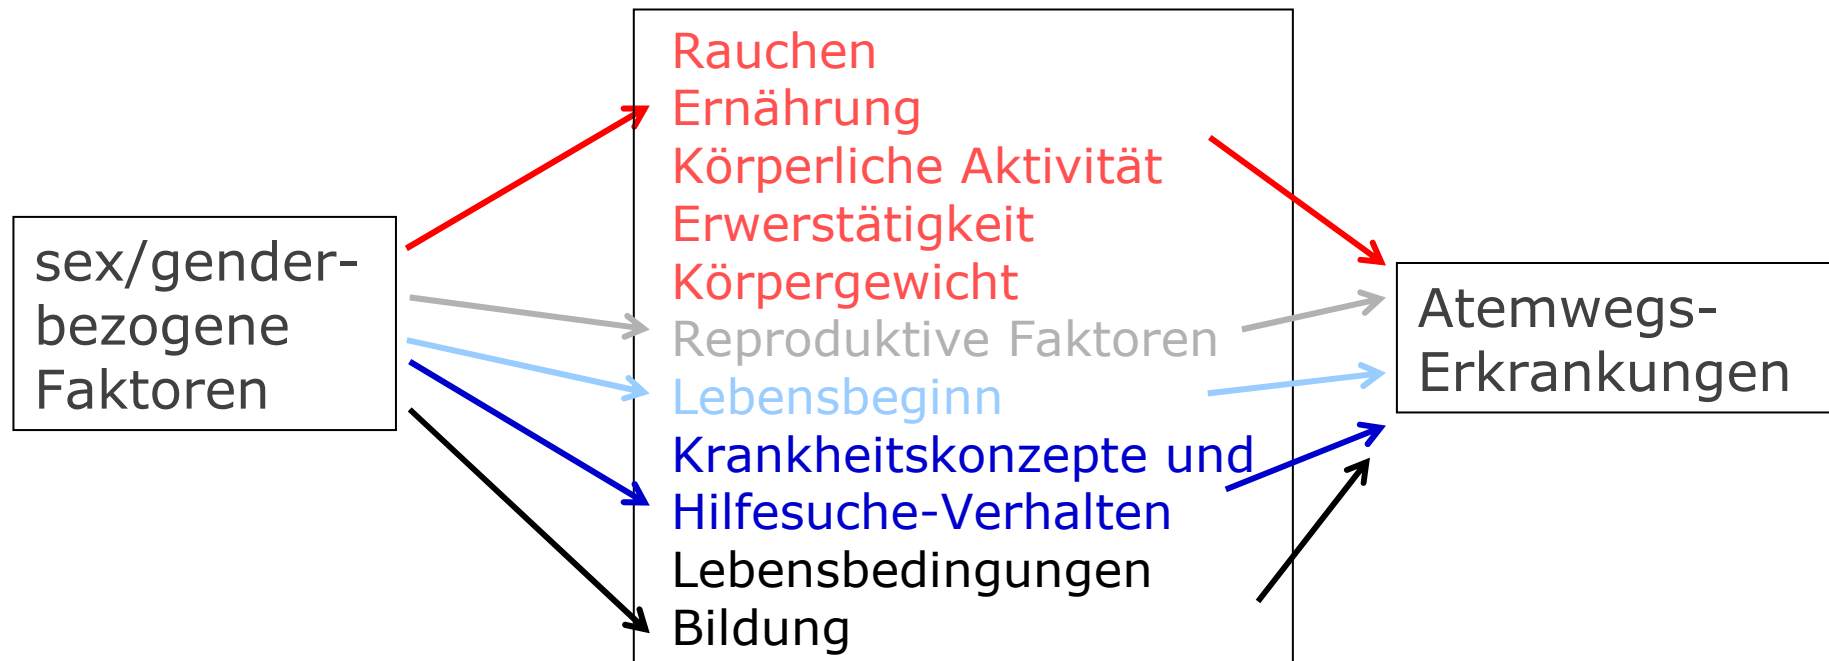 sex/gender-
bezogene
Faktoren
Rauchen
Ernährung
Körperliche Aktivität
Erwerstätigkeit
Körpergewicht
Reproduktive Faktoren
Lebensbeginn
Krankheitskonzepte und
Hilfesuche-Verhalten
Lebensbedingungen
Bildung
Atemwegs-
Erkrankungen